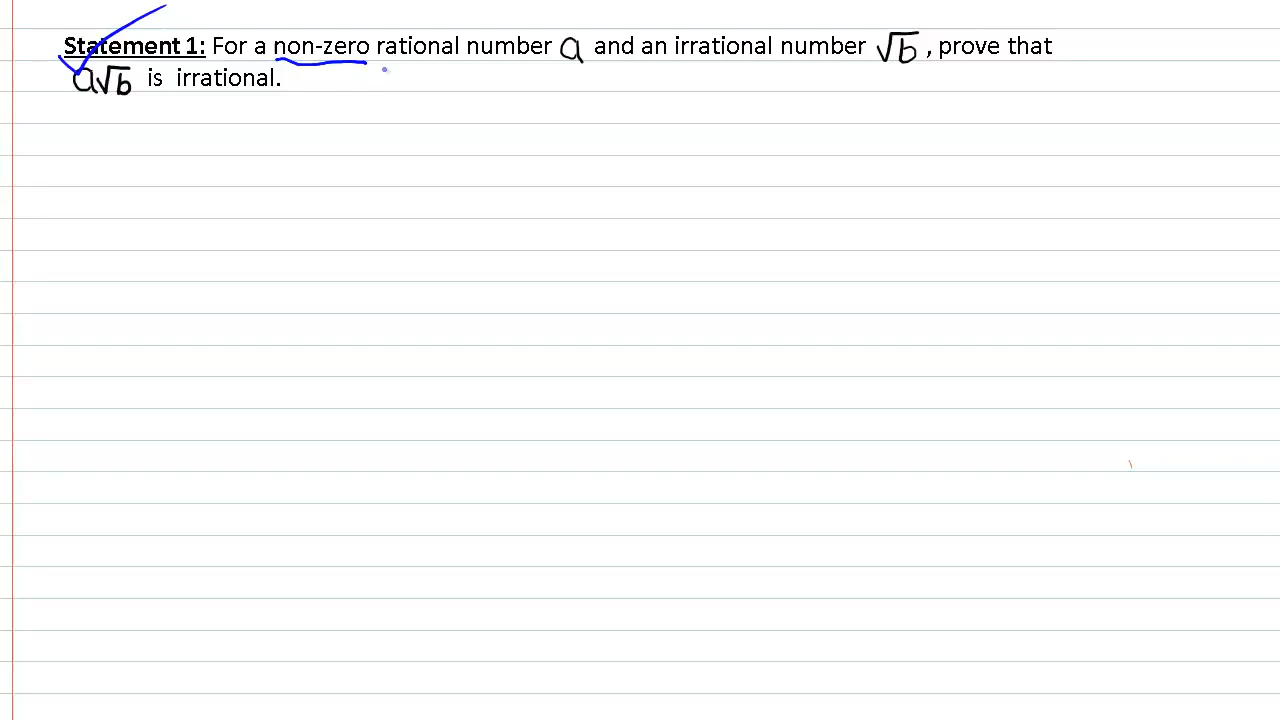 Statement 1: For a non-zero rational number a and an irrational number √b , prove that
a√b is irrational.